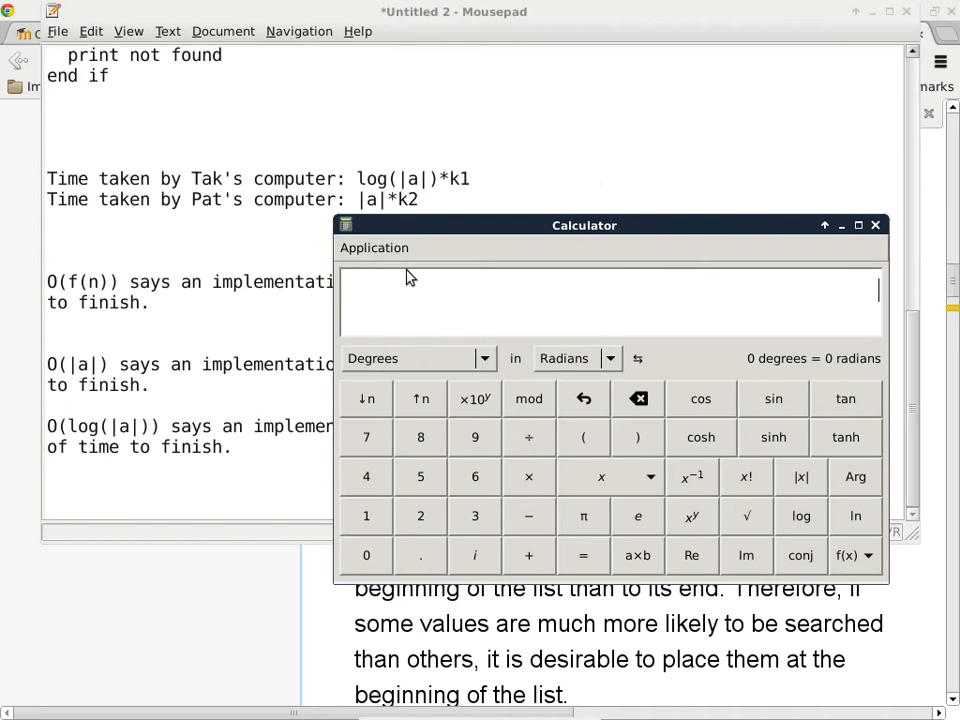 *Untitled 2 - Mousepad
File Edit View Text Document Navigation Help
print not found
end if
Im
marks
Time taken by Tak's computer: log(|a|)*k1
Time taken by Pat's computer: |a|*k2
Calculator
Application
O(f(n)) says an implementati
to finish.
Degrees in Radians 0 degrees = 0 radians
O(|a|) says an implementation
to finish.
O(log(|a|)) says an implemen
of time to finish.
↓n ↑n ×10^y mod cos sin tan
7 8 9 ÷ ( ) cosh sinh tanh
4 5 6 × x x⁻¹ x! |x| Arg
1 2 3 − π e x^y √ log ln
0 . i + = a×b Re Im conj f(x)
beginning of the list than to its end. Therefore, if
some values are much more likely to be searched
than others, it is desirable to place them at the
beginning of the list.